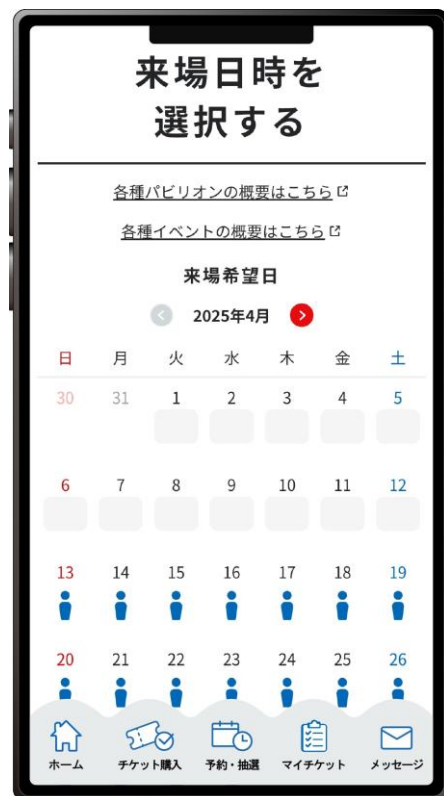 来場日時を
選択する
各種パビリオンの概要はこちら
各種イベントの概要はこちら
来場希望日
2025年4月
日 月 火 水 木 金 土
30 31 1 2 3 4 5
6 7 8 9 10 11 12
13 14 15 16 17 18 19
20 21 22 23 24 25 26
ホーム チケット購入 予約・抽選 マイチケット メッセージ